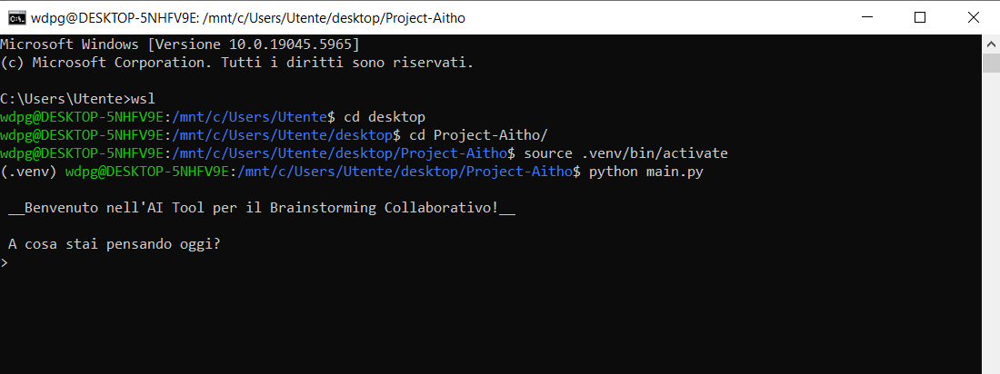 wdpg@DESKTOP-5NHFV9E: /mnt/c/Users/Utente/desktop/Project-Aitho
Microsoft Windows [Versione 10.0.19045.5965]
(c) Microsoft Corporation. Tutti i diritti sono riservati.
C:\Users\Utente>wsl
wdpg@DESKTOP-5NHFV9E:/mnt/c/Users/Utente$ cd desktop
wdpg@DESKTOP-5NHFV9E:/mnt/c/Users/Utente/desktop$ cd Project-Aitho/
wdpg@DESKTOP-5NHFV9E:/mnt/c/Users/Utente/desktop/Project-Aitho$ source .venv/bin/activate
(.venv) wdpg@DESKTOP-5NHFV9E:/mnt/c/Users/Utente/desktop/Project-Aitho$ python main.py
__Benvenuto nell'AI Tool per il Brainstorming Collaborativo!__
A cosa stai pensando oggi?
>